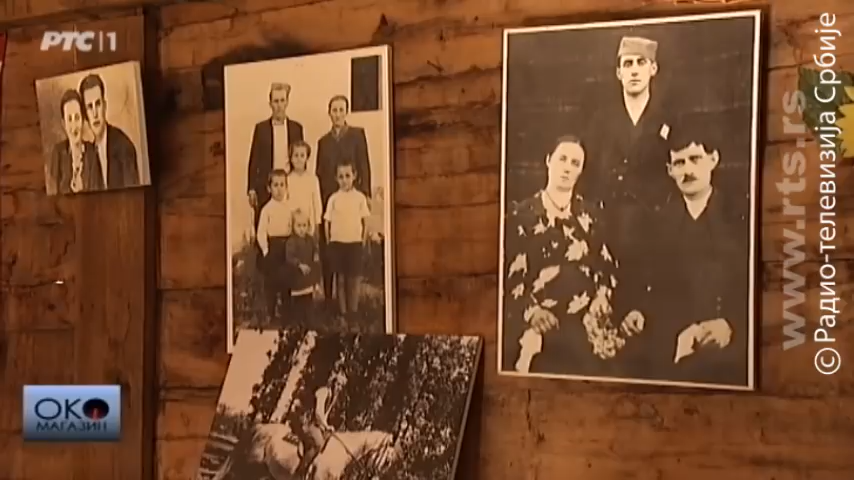 РТС|1
ОКО
МАГАЗИН
www.rts.rs
© Радио-телевизија Србије